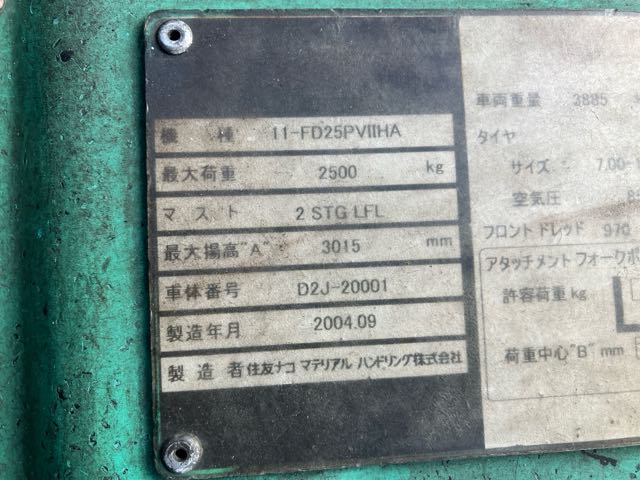 機 種 11-FD25PVIIHA
最大荷重 2500 kg
マスト 2 STG LFL
最大揚高"A" 3015 mm
車体番号 D2J-20001
製造年月 2004.09
製造者 住友ナコ マテリアル ハンドリング株式会社
車両重量 3885
タイヤ
サイズ 7.00-
空気圧
フロント ドレッド 970
アタッチメント フォーク
許容荷重 kg
荷重中心"B" mm